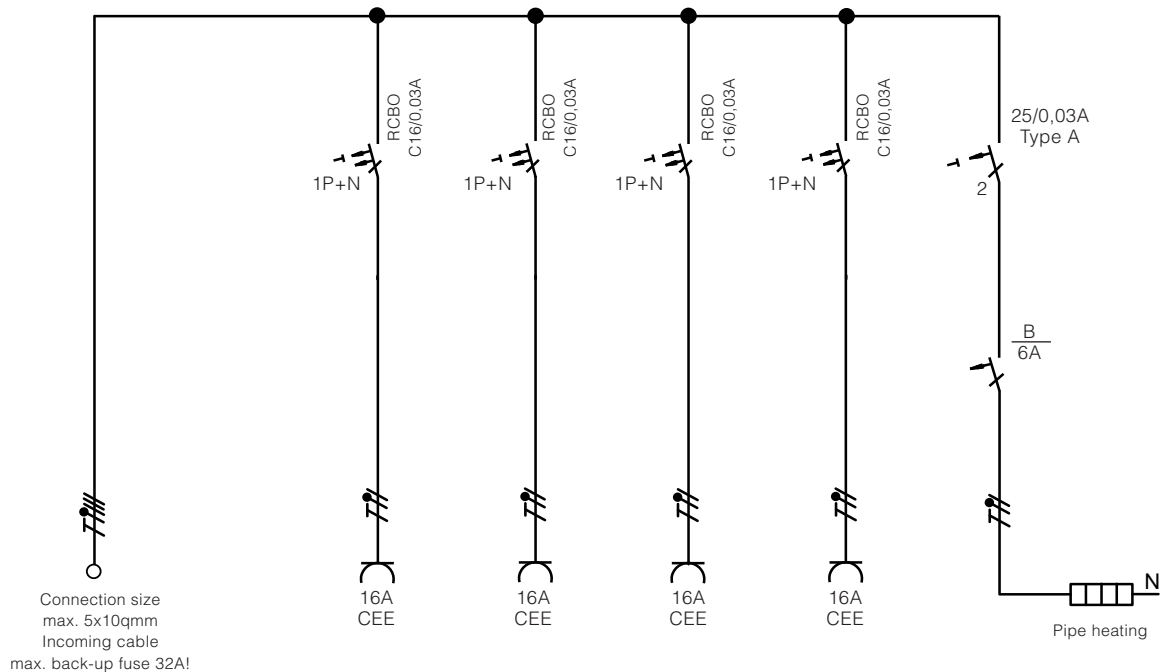 RCBO
C16/0,03A
1P+N
RCBO
C16/0,03A
1P+N
RCBO
C16/0,03A
1P+N
RCBO
C16/0,03A
1P+N
25/0,03A
Type A
2
B
6A
Connection size
max. 5x10qmm
Incoming cable
max. back-up fuse 32A!
16A
CEE
16A
CEE
16A
CEE
16A
CEE
N
Pipe heating